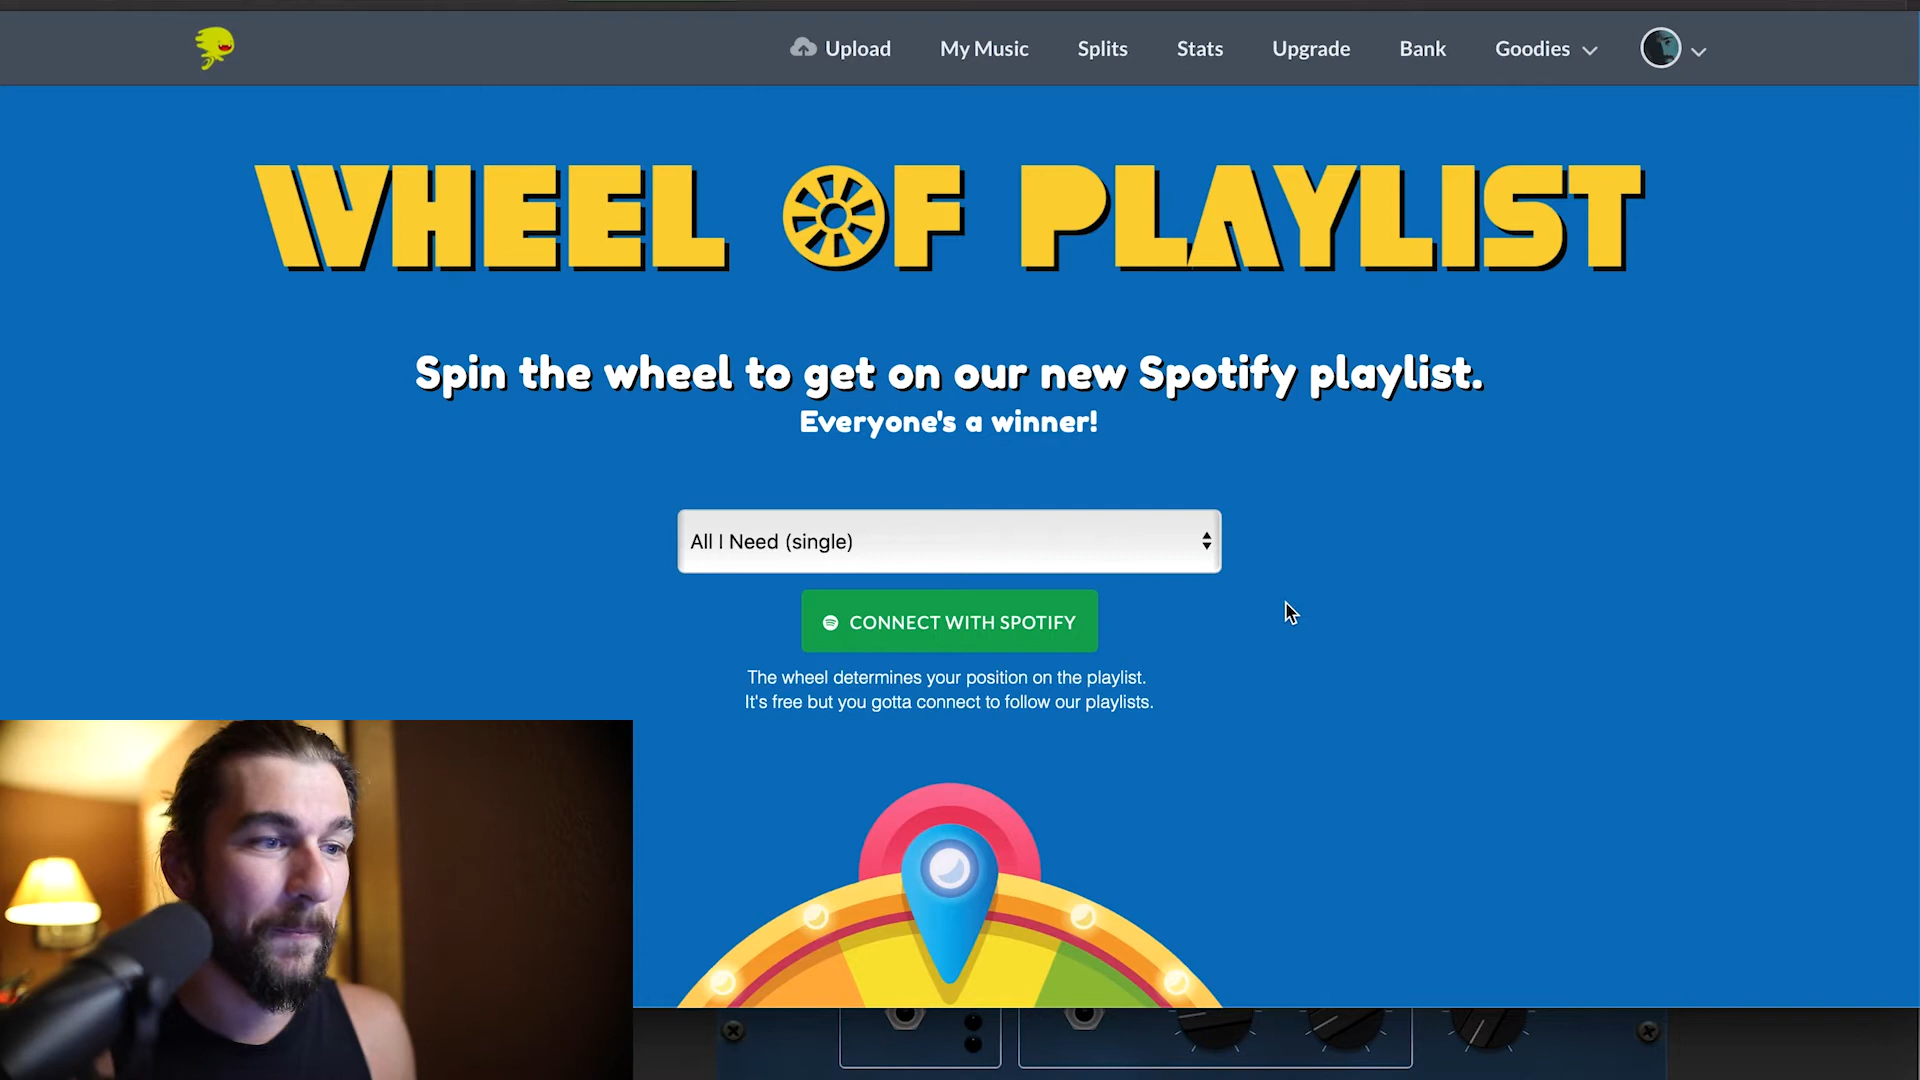 Upload My Music Splits Stats Upgrade Bank Goodies
WHEEL OF PLAYLIST
Spin the wheel to get on our new Spotify playlist.
Everyone's a winner!
All I Need (single)
CONNECT WITH SPOTIFY
The wheel determines your position on the playlist.
It's free but you gotta connect to follow our playlists.